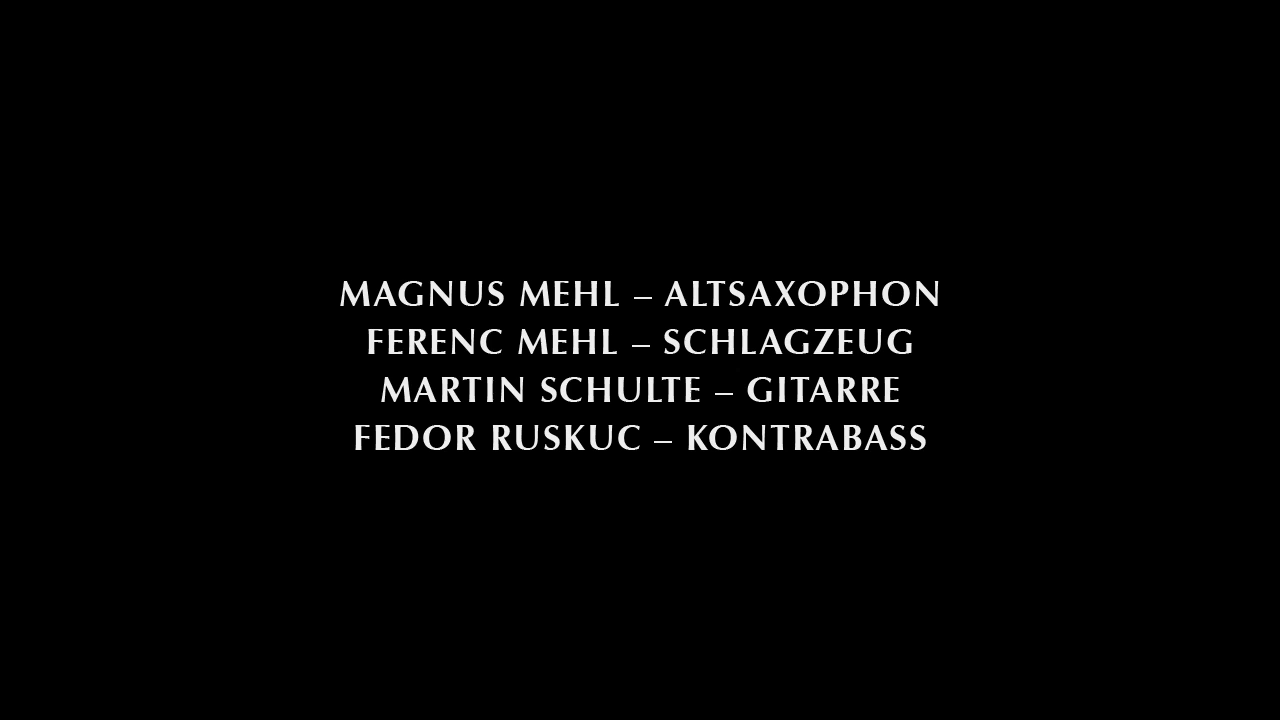 MAGNUS MEHL – ALTSAXOPHON
FERENC MEHL – SCHLAGZEUG
MARTIN SCHULTE – GITARRE
FEDOR RUSKUC – KONTRABASS